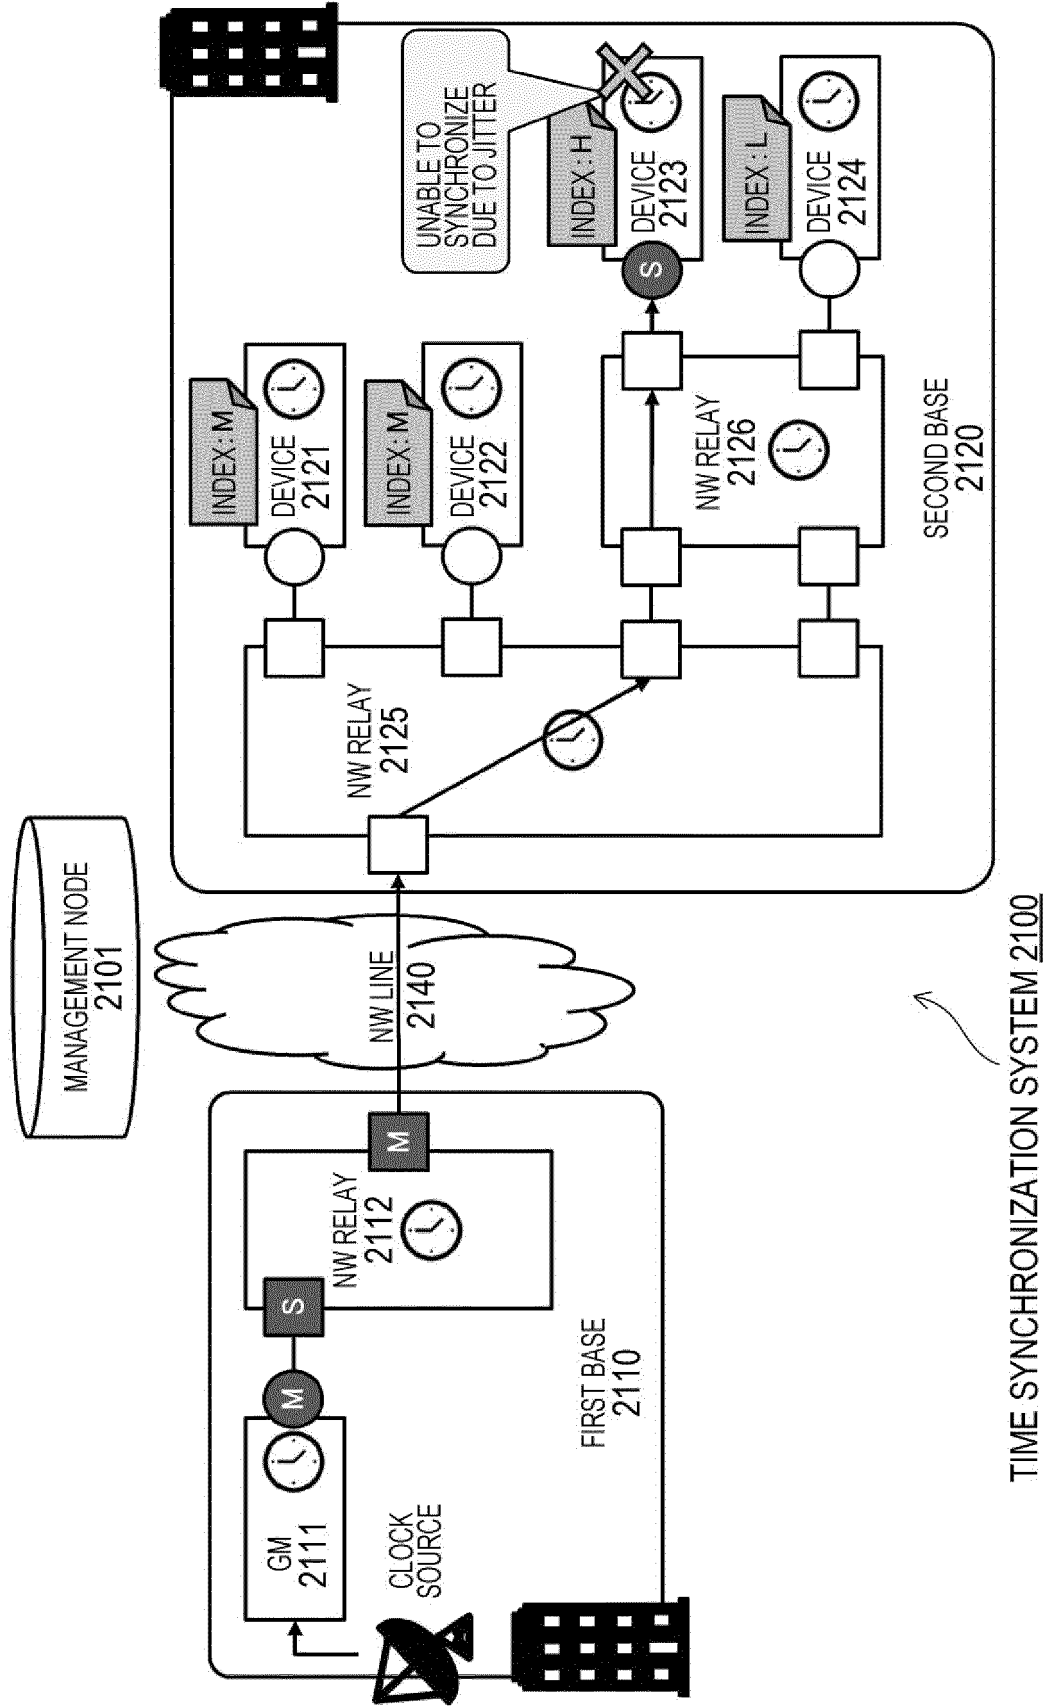 MANAGEMENT NODE
2101
CLOCK
SOURCE
GM
2111
M
S
NW RELAY
2112
M
FIRST BASE
2110
NW LINE
2140
NW RELAY
2125
INDEX : M
DEVICE
2121
INDEX : M
DEVICE
2122
UNABLE TO
SYNCHRONIZE
DUE TO JITTER
INDEX : H
DEVICE
2123
S
INDEX : L
DEVICE
2124
NW RELAY
2126
SECOND BASE
2120
TIME SYNCHRONIZATION SYSTEM 2100